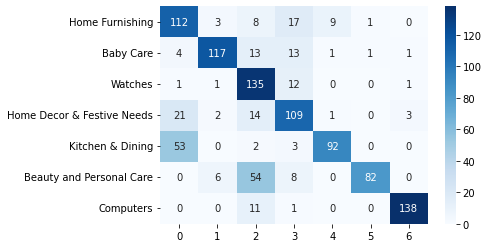 Home Furnishing 112 3 8 17 9 1 0
Baby Care 4 117 13 13 1 1 1
Watches 1 1 135 12 0 0 1
Home Decor & Festive Needs 21 2 14 109 1 0 3
Kitchen & Dining 53 0 2 3 92 0 0
Beauty and Personal Care 0 6 54 8 0 82 0
Computers 0 0 11 1 0 0 138
0 1 2 3 4 5 6
120
100
80
60
40
20
0